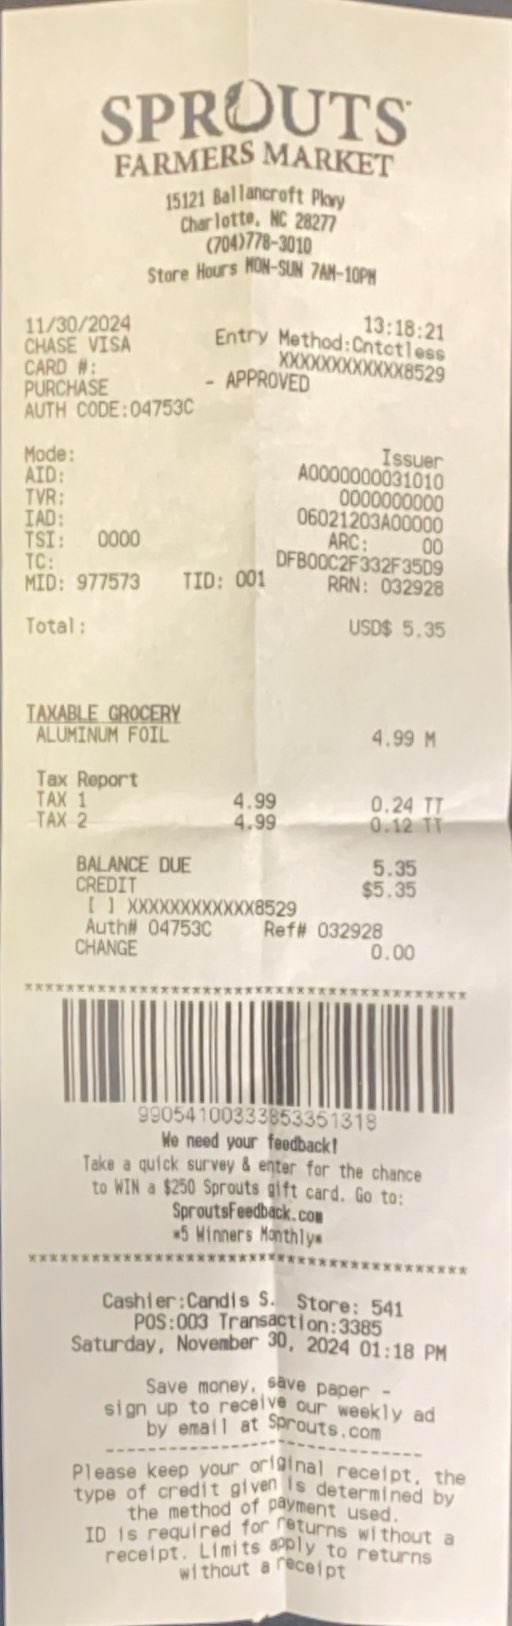 SPROUTS
FARMERS MARKET
15121 Ballancroft Pkwy
Charlotte, NC 28277
(704)778-3010
Store Hours MON-SUN 7AM-10PM
11/30/2024 13:18:21
CHASE VISA Entry Method:Cntctless
CARD #: XXXXXXXXXXXX8529
PURCHASE - APPROVED
AUTH CODE:04753C
Mode: Issuer
AID: A0000000031010
TVR: 0000000000
IAD: 06021203A00000
TSI: 0000 ARC: 00
TC: DFB00C2F332F35D9
MID: 977573 TID: 001 RRN: 032928
Total: USD$ 5.35
TAXABLE GROCERY
ALUMINUM FOIL 4.99 M
Tax Report
TAX 1 4.99 0.24 TT
TAX 2 4.99 0.12 TT
BALANCE DUE 5.35
CREDIT $5.35
[ ] XXXXXXXXXXXX8529
Auth# 04753C Ref# 032928
CHANGE 0.00
******************************************
99054100333853351318
We need your feedback!
Take a quick survey & enter for the chance
to WIN a $250 Sprouts gift card. Go to:
SproutsFeedback.com
*5 Winners Monthly*
******************************************
Cashier:Candis S. Store: 541
POS:003 Transaction:3385
Saturday, November 30, 2024 01:18 PM
Save money, save paper -
sign up to receive our weekly ad
by email at Sprouts.com
--------------------------------
Please keep your original receipt, the
type of credit given is determined by
the method of payment used.
ID is required for returns without a
receipt. Limits apply to returns
without a receipt